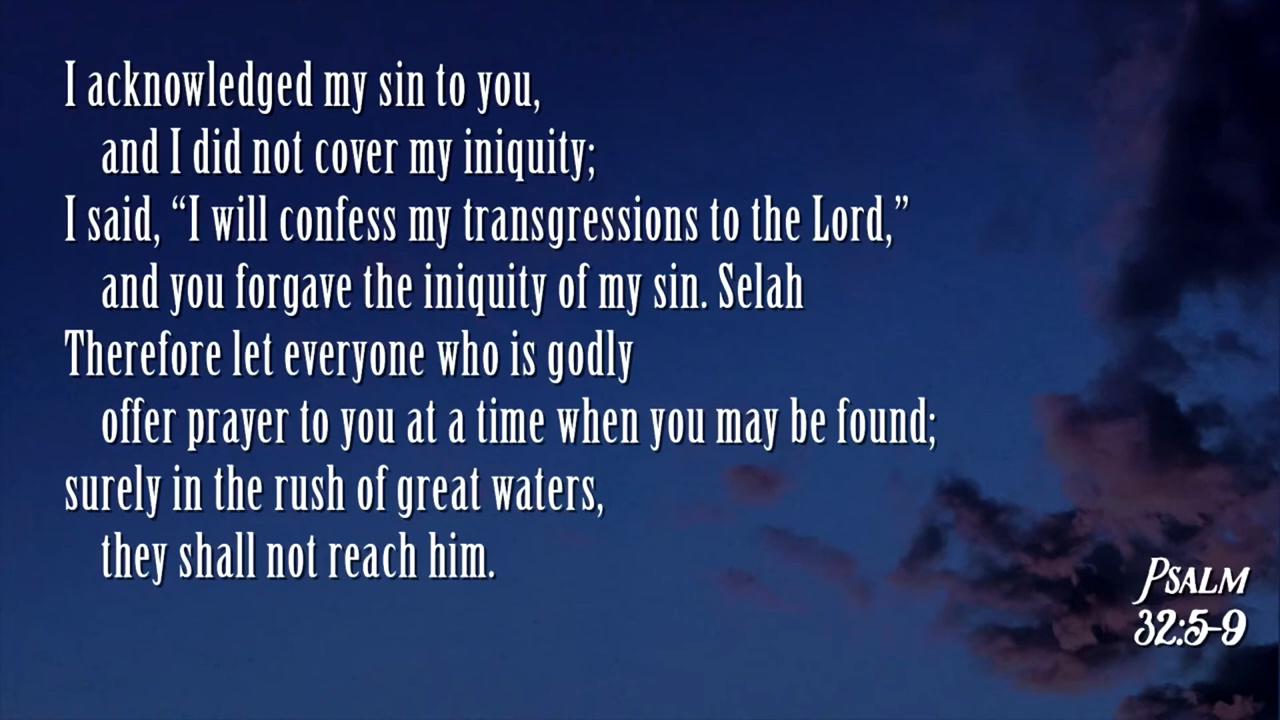 I acknowledged my sin to you,
and I did not cover my iniquity;
I said, “I will confess my transgressions to the Lord,”
and you forgave the iniquity of my sin. Selah
Therefore let everyone who is godly
offer prayer to you at a time when you may be found;
surely in the rush of great waters,
they shall not reach him.
Psalm
32:5-9